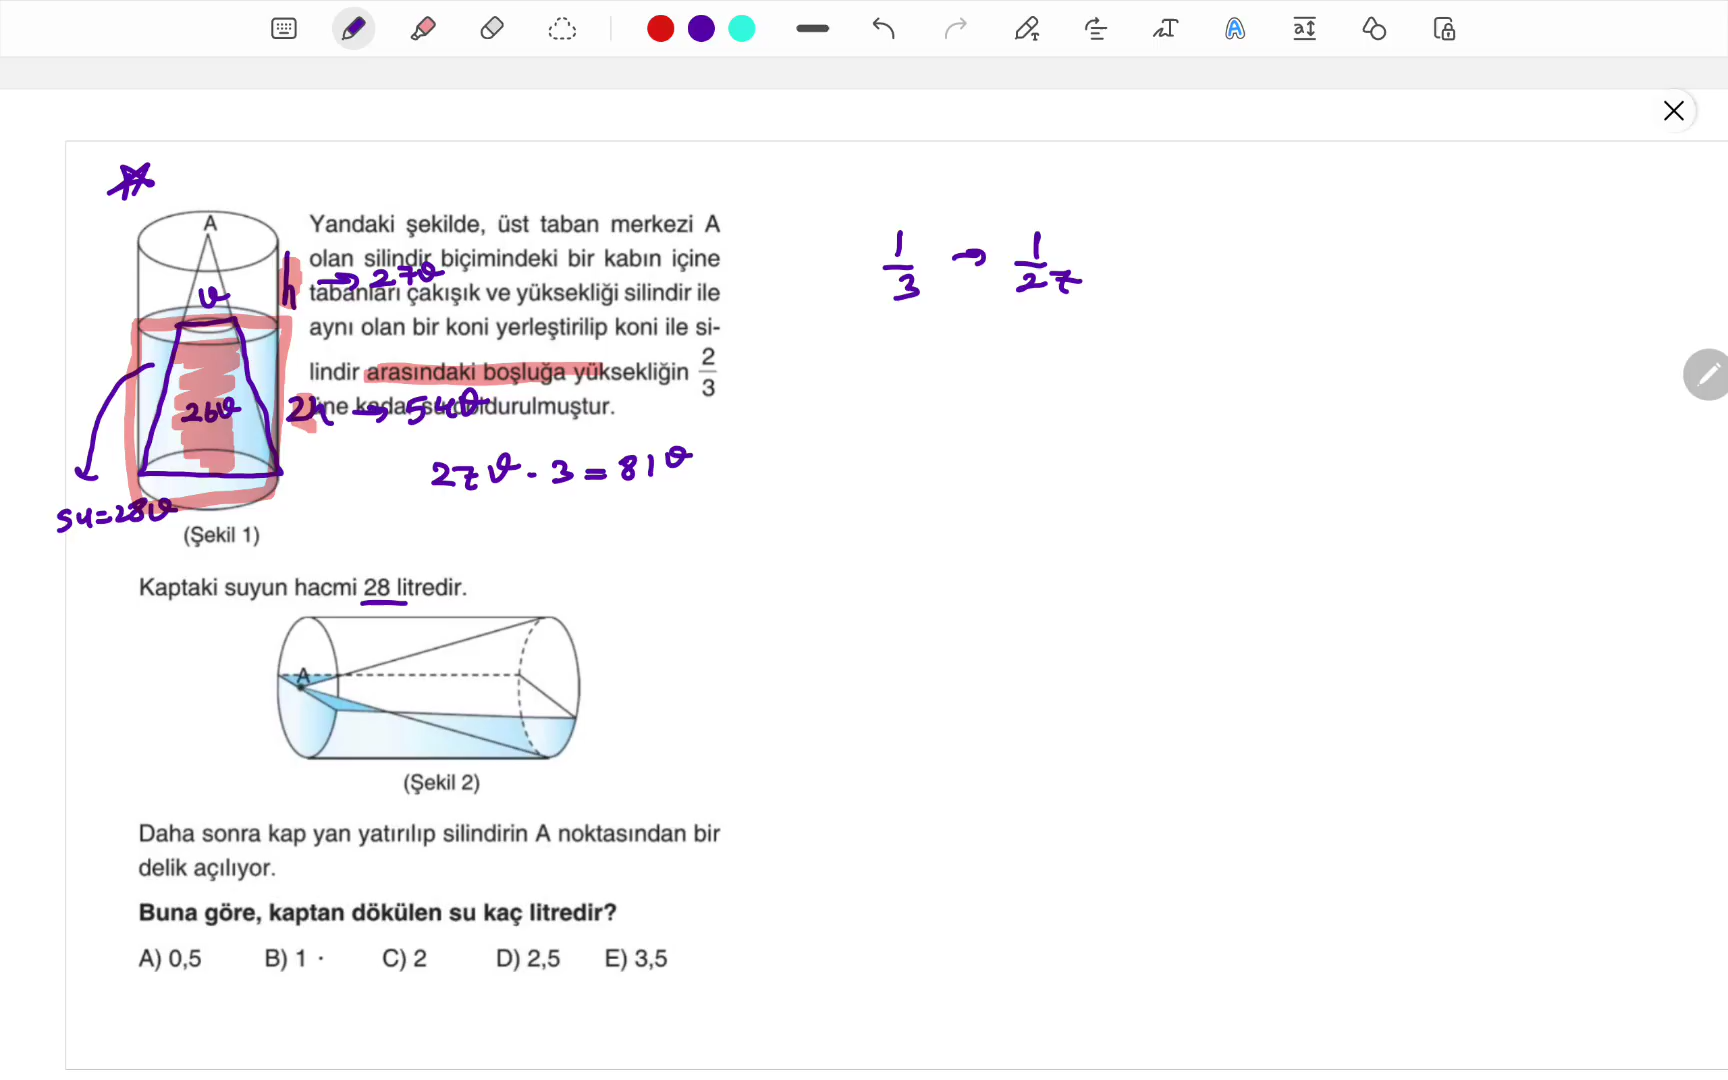 A
Yandaki şekilde, üst taban merkezi A
olan silindir biçimindeki bir kabın içine
h → 27v
tabanları çakışık ve yüksekliği silindir ile
aynı olan bir koni yerleştirilip koni ile si-
lindir arasındaki boşluğa yüksekliğin 2/3
ine kadar su doldurulmuştur.
v
26v
2h → 54v
27v · 3 = 81v
su=28v
(Şekil 1)
1/3 → 1/27
Kaptaki suyun hacmi 28 litredir.
A
(Şekil 2)
Daha sonra kap yan yatırılıp silindirin A noktasından bir
delik açılıyor.
Buna göre, kaptan dökülen su kaç litredir?
A) 0,5 B) 1 · C) 2 D) 2,5 E) 3,5